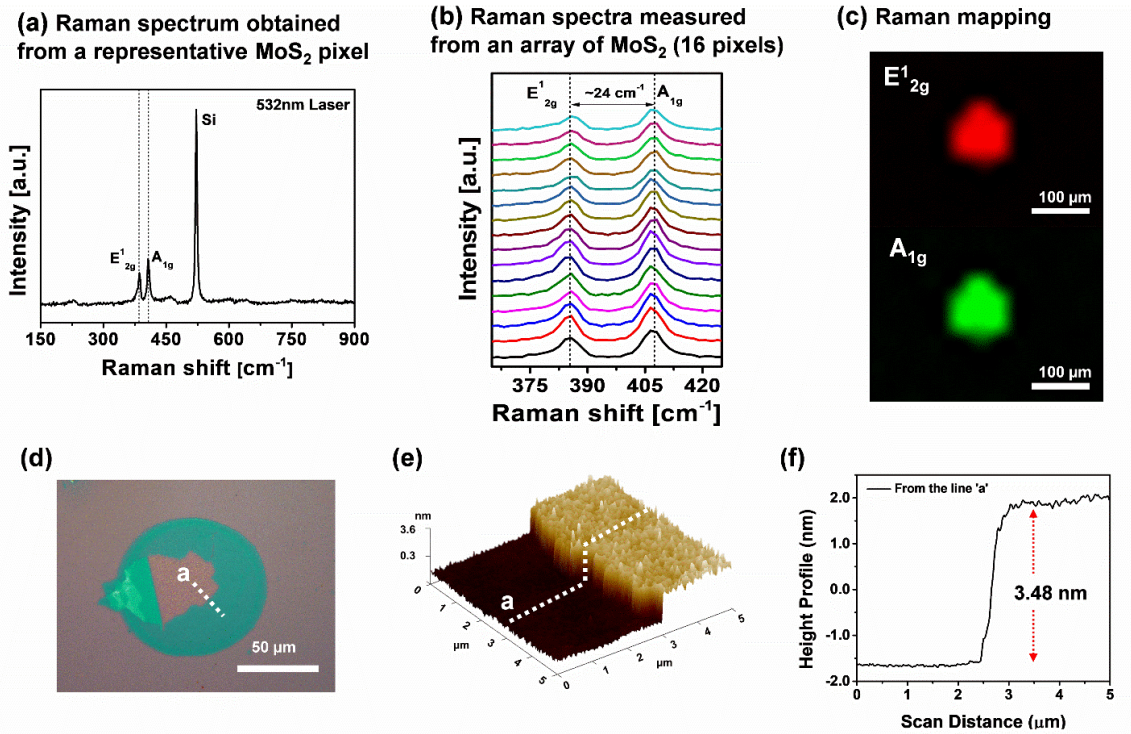 (a) Raman spectrum obtained
from a representative MoS₂ pixel
532nm Laser
Si
E¹₂g
A₁g
Intensity [a.u.]
150 300 450 600 750 900
Raman shift [cm⁻¹]
(b) Raman spectra measured
from an array of MoS₂ (16 pixels)
E¹₂g
~24 cm⁻¹
A₁g
Intensity [a.u.]
375 390 405 420
Raman shift [cm⁻¹]
(c) Raman mapping
E¹₂g
100 µm
A₁g
100 µm
(d)
a
50 µm
(e)
nm
3.6
0.3
0
1
2
3
4
5
µm
a
0
1
2
3
4
5
µm
(f)
From the line 'a'
2.0
1.0
0.0
-1.0
-2.0
Height Profile (nm)
3.48 nm
0 1 2 3 4 5
Scan Distance (µm)